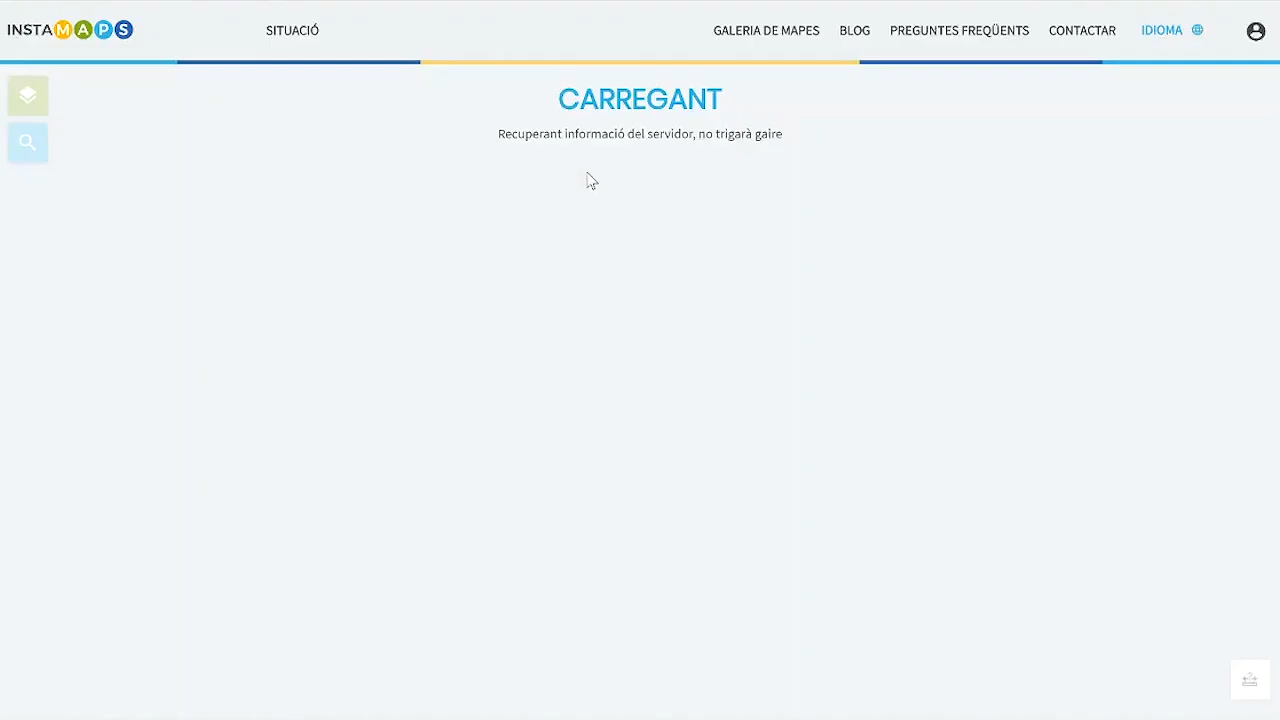 INSTAMAPS
SITUACIÓ
GALERIA DE MAPES
BLOG
PREGUNTES FREQÜENTS
CONTACTAR
IDIOMA
CARREGANT
Recuperant informació del servidor, no trigarà gaire